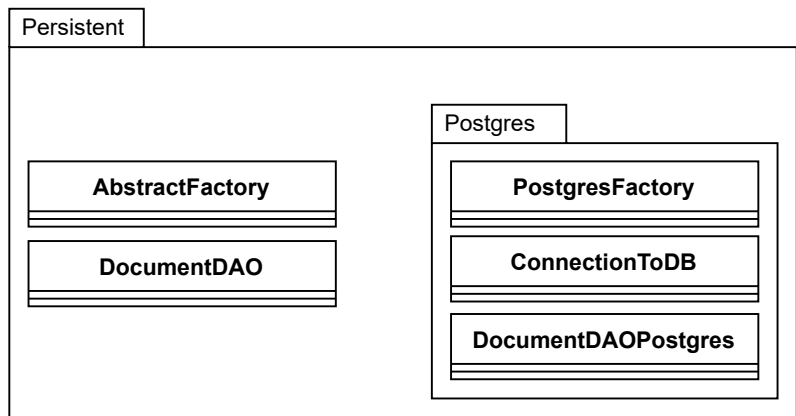 Persistent
Postgres
AbstractFactory
DocumentDAO
PostgresFactory
ConnectionToDB
DocumentDAOPostgres